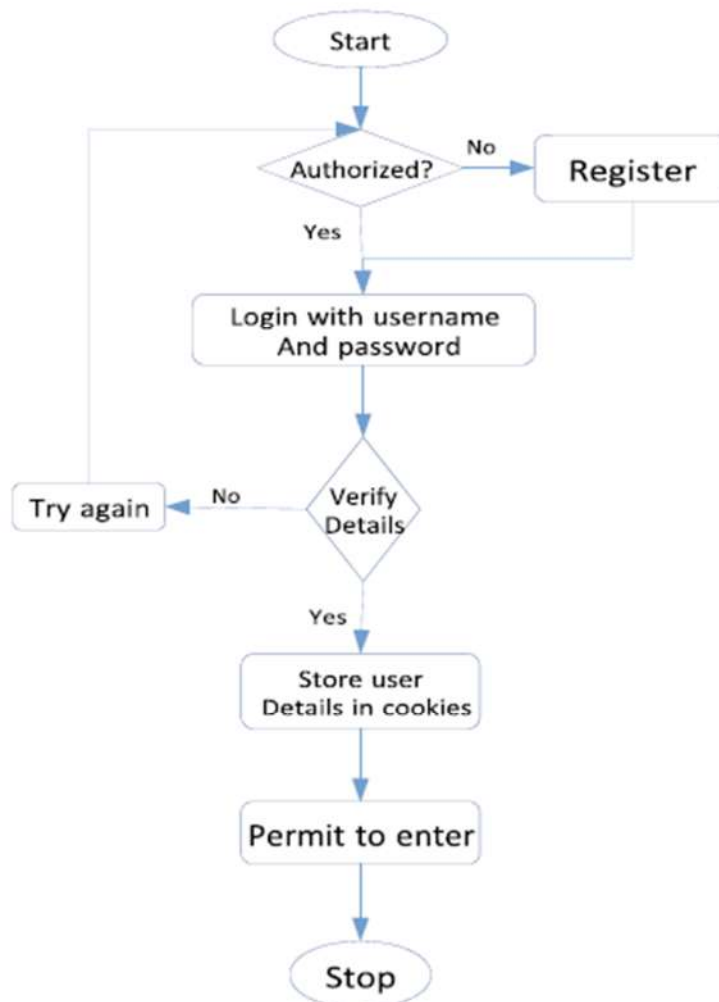 Start
Authorized?
No
Register
Yes
Login with username
And password
Verify
Details
No
Try again
Yes
Store user
Details in cookies
Permit to enter
Stop